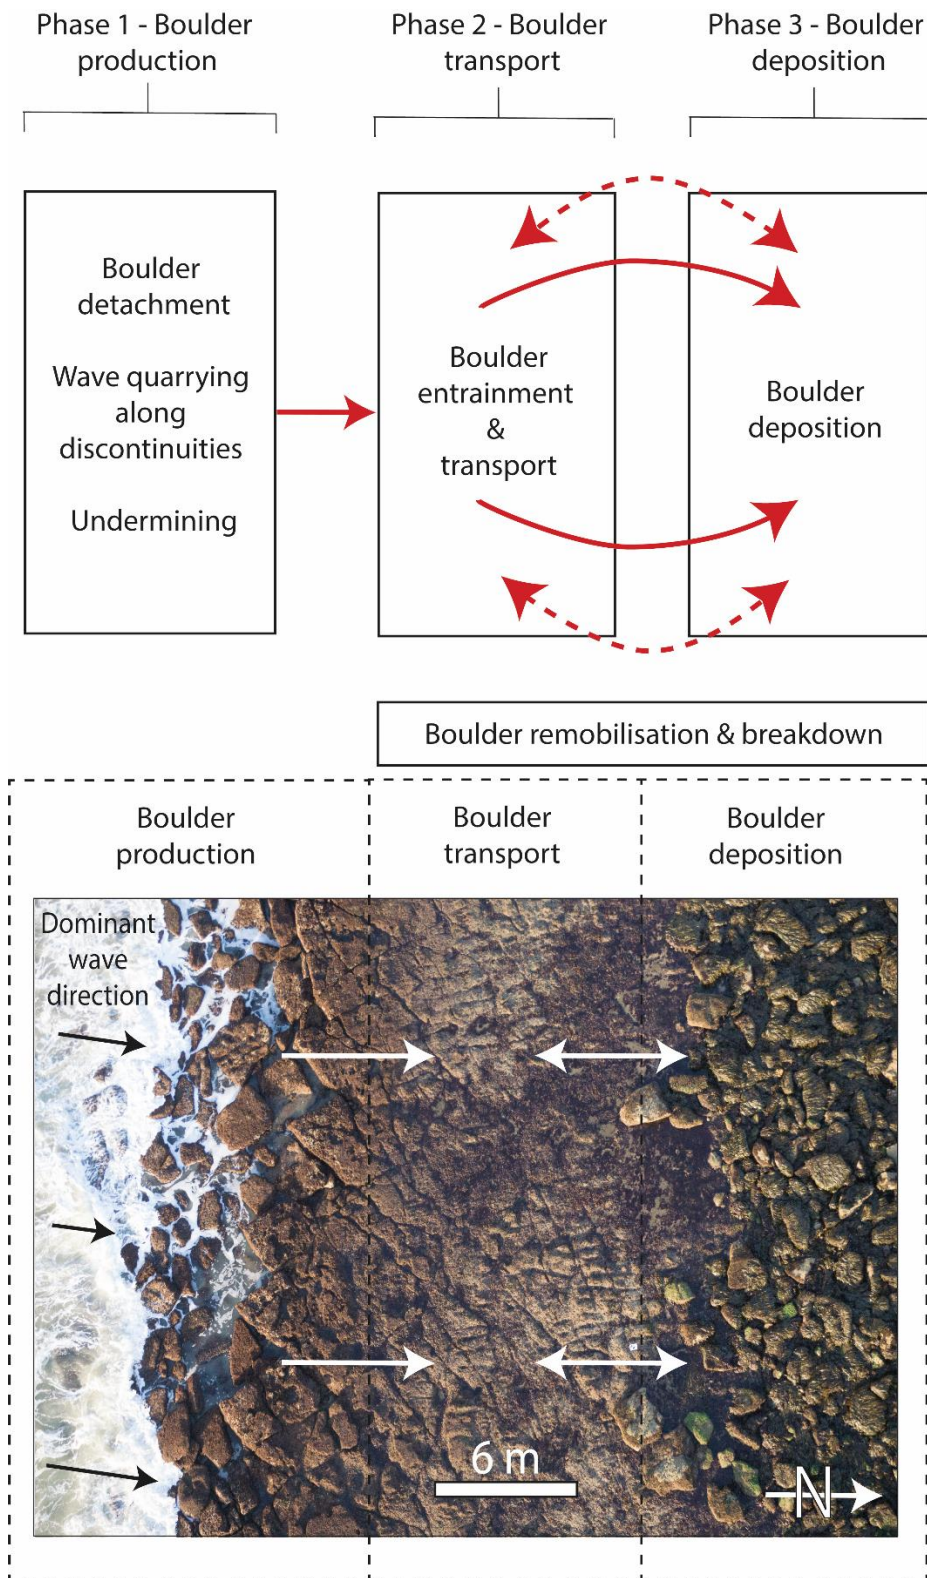 Phase 1 - Boulder
production
Phase 2 - Boulder
transport
Phase 3 - Boulder
deposition
Boulder
detachment
Wave quarrying
along
discontinuities
Undermining
Boulder
entrainment
&
transport
Boulder
deposition
Boulder remobilisation & breakdown
Boulder
production
Boulder
transport
Boulder
deposition
Dominant
wave
direction
6 m
N